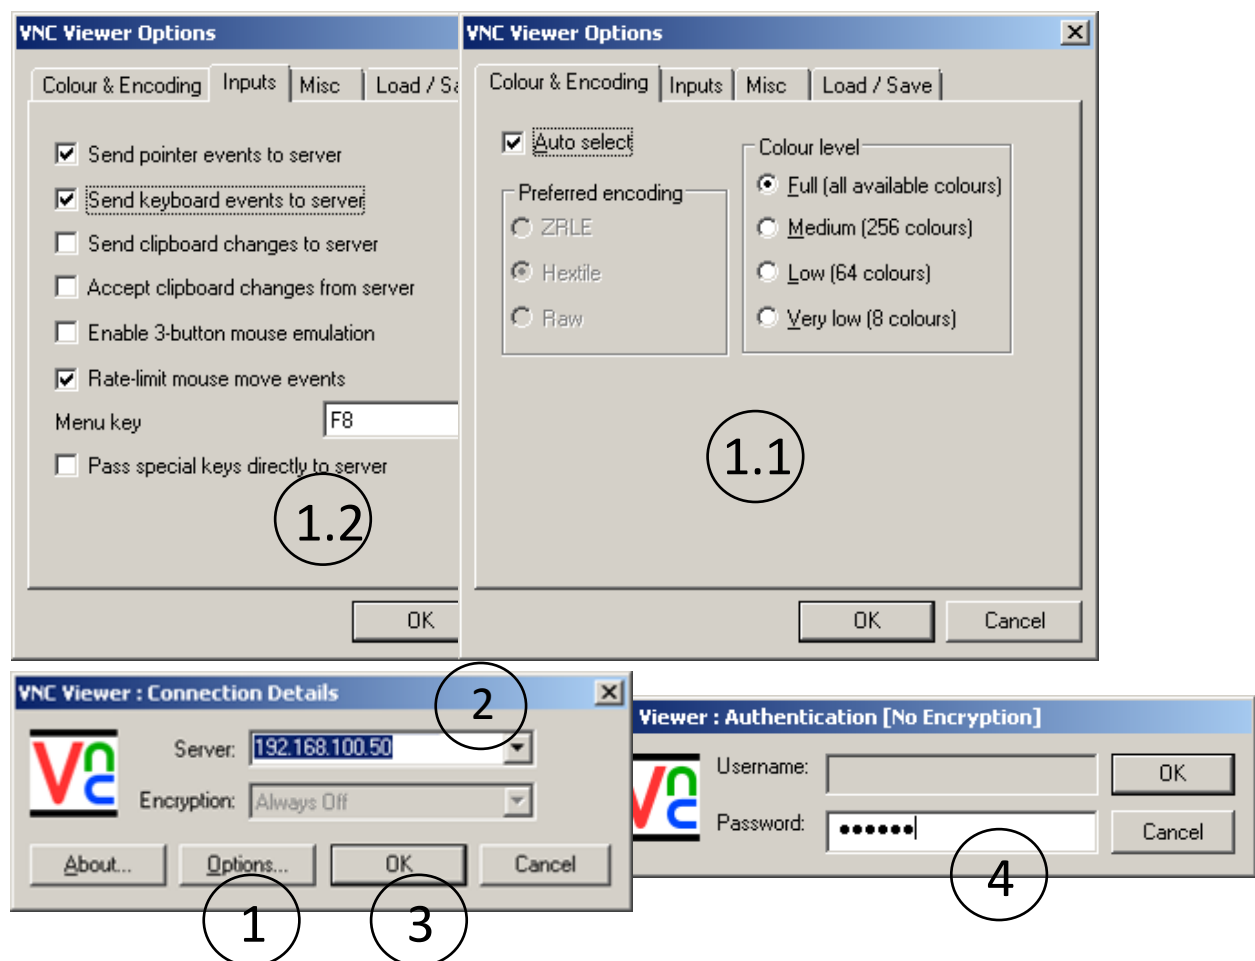 VNC Viewer Options
Colour & Encoding Inputs Misc Load / Sa
Send pointer events to server
Send keyboard events to server
Send clipboard changes to server
Accept clipboard changes from server
Enable 3-button mouse emulation
Rate-limit mouse move events
Menu key F8
Pass special keys directly to server
1.2
OK
VNC Viewer Options
Colour & Encoding Inputs Misc Load / Save
Auto select
Preferred encoding
ZRLE
Hextile
Raw
Colour level
Full (all available colours)
Medium (256 colours)
Low (64 colours)
Very low (8 colours)
1.1
OK Cancel
VNC Viewer : Connection Details
2
VNC
Server: 192.168.100.50
Encryption: Always Off
About... Options... OK Cancel
1 3
Viewer : Authentication [No Encryption]
VNC
Username: OK
Password: ●●●●●● Cancel
4